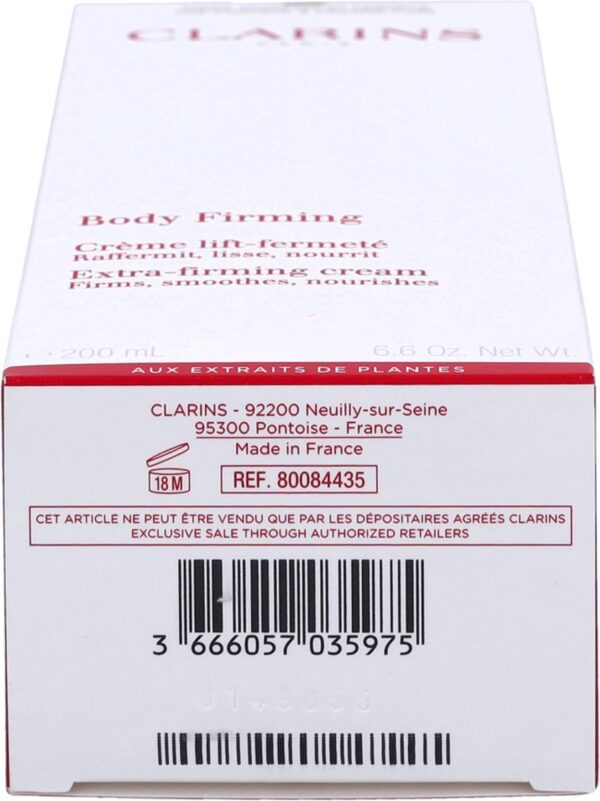 CLARINS
PARIS
Body Firming
Crème lift-fermeté
Raffermit, lisse, nourrit
Extra-firming cream
Firms, smoothes, nourishes
℮ 200 mL 6.6 Oz. Net Wt.
AUX EXTRAITS DE PLANTES
CLARINS - 92200 Neuilly-sur-Seine
95300 Pontoise - France
Made in France
18 M REF. 80084435
CET ARTICLE NE PEUT ÊTRE VENDU QUE PAR LES DÉPOSITAIRES AGRÉÉS CLARINS
EXCLUSIVE SALE THROUGH AUTHORIZED RETAILERS
3 666057 035975